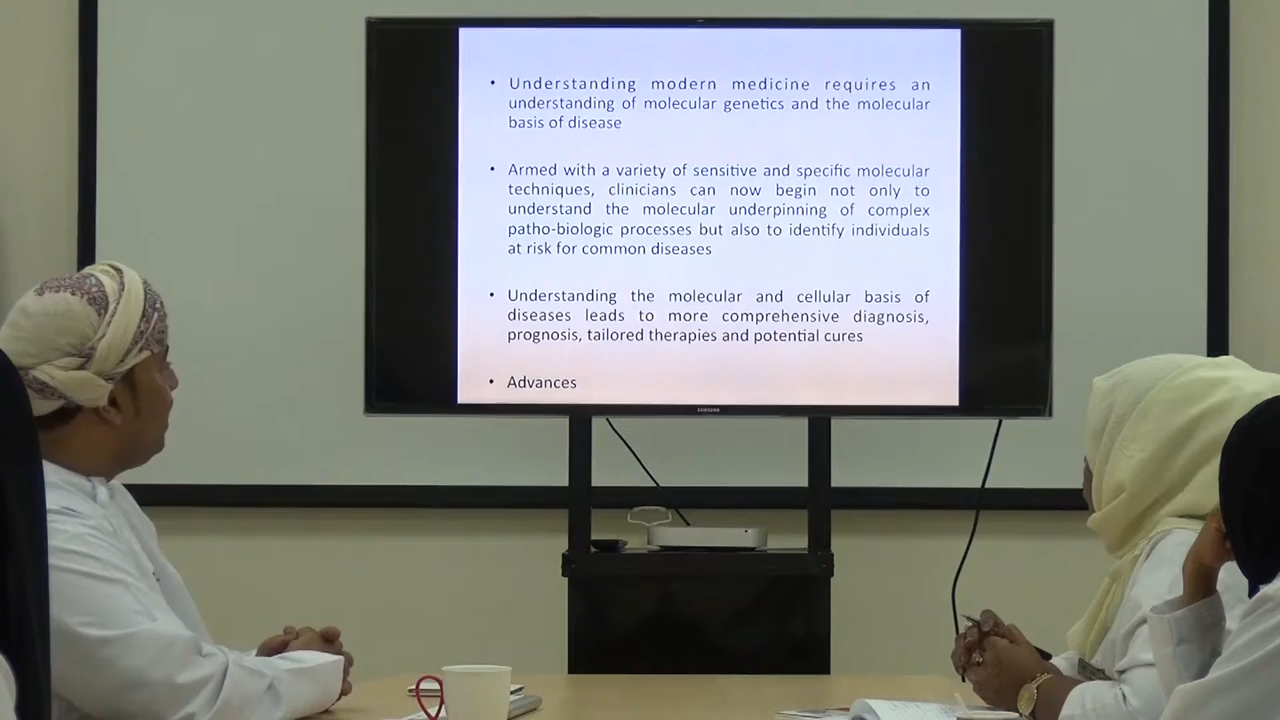 • Understanding modern medicine requires an
understanding of molecular genetics and the molecular
basis of disease
• Armed with a variety of sensitive and specific molecular
techniques, clinicians can now begin not only to
understand the molecular underpinning of complex
patho-biologic processes but also to identify individuals
at risk for common diseases
• Understanding the molecular and cellular basis of
diseases leads to more comprehensive diagnosis,
prognosis, tailored therapies and potential cures
• Advances
SAMSUNG